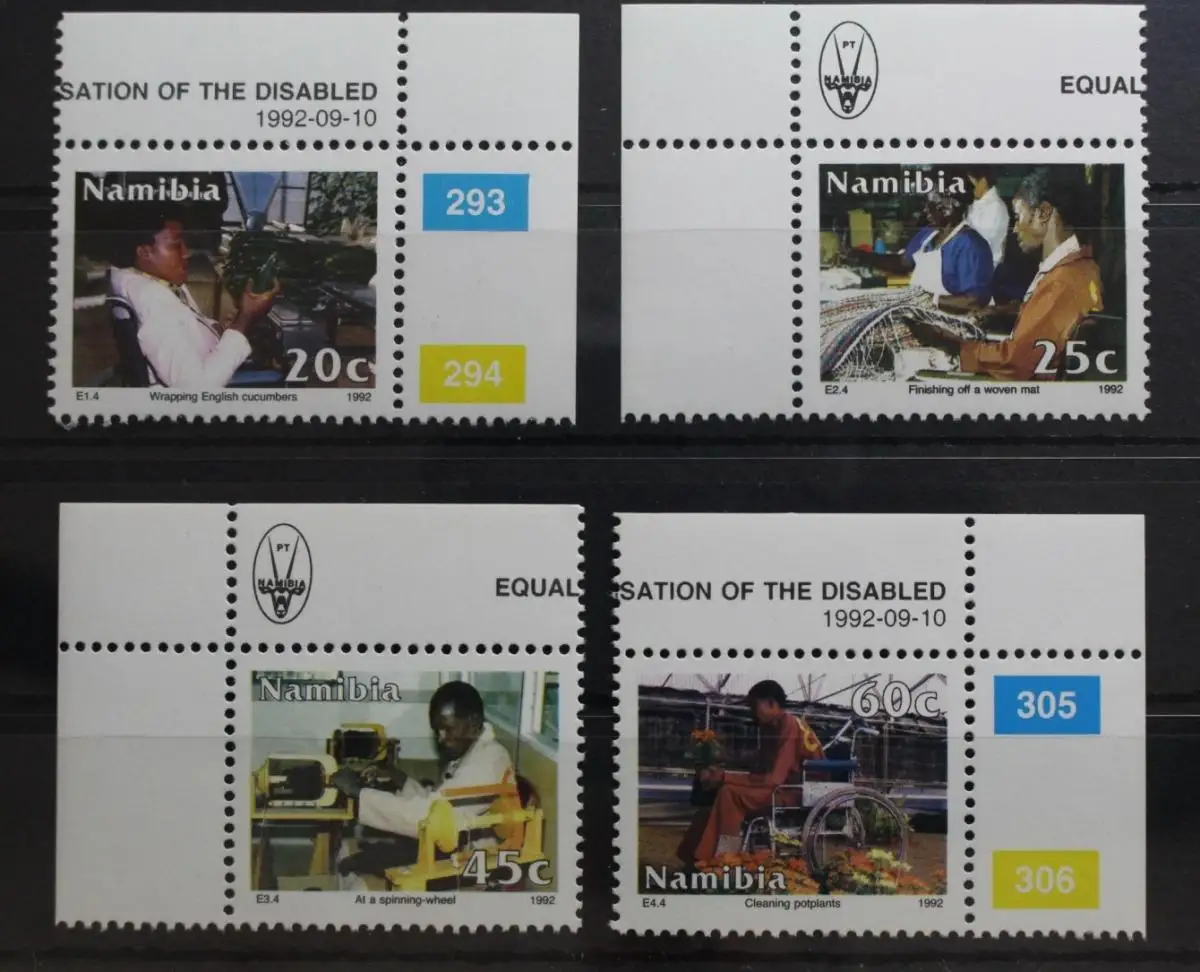 SATION OF THE DISABLED
1992-09-10
Namibia
20c
E1.4 Wrapping English cucumbers 1992
293
294
PT
NAMIBIA
EQUAL
Namibia
25c
E2.4 Finishing off a woven mat 1992
PT
NAMIBIA
EQUAL
Namibia
45c
E3.4 At a spinning-wheel 1992
SATION OF THE DISABLED
1992-09-10
60c
Namibia
E4.4 Cleaning potplants 1992
305
306